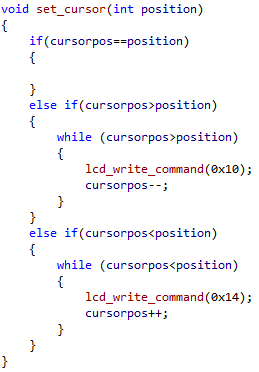 void set_cursor(int position)
{
    if(cursorpos==position)
    {

    }
    else if(cursorpos>position)
    {
        while (cursorpos>position)
        {
            lcd_write_command(0x10);
            cursorpos--;
        }
    }
    else if(cursorpos<position)
    {
        while (cursorpos<position)
        {
            lcd_write_command(0x14);
            cursorpos++;
        }
    }
}